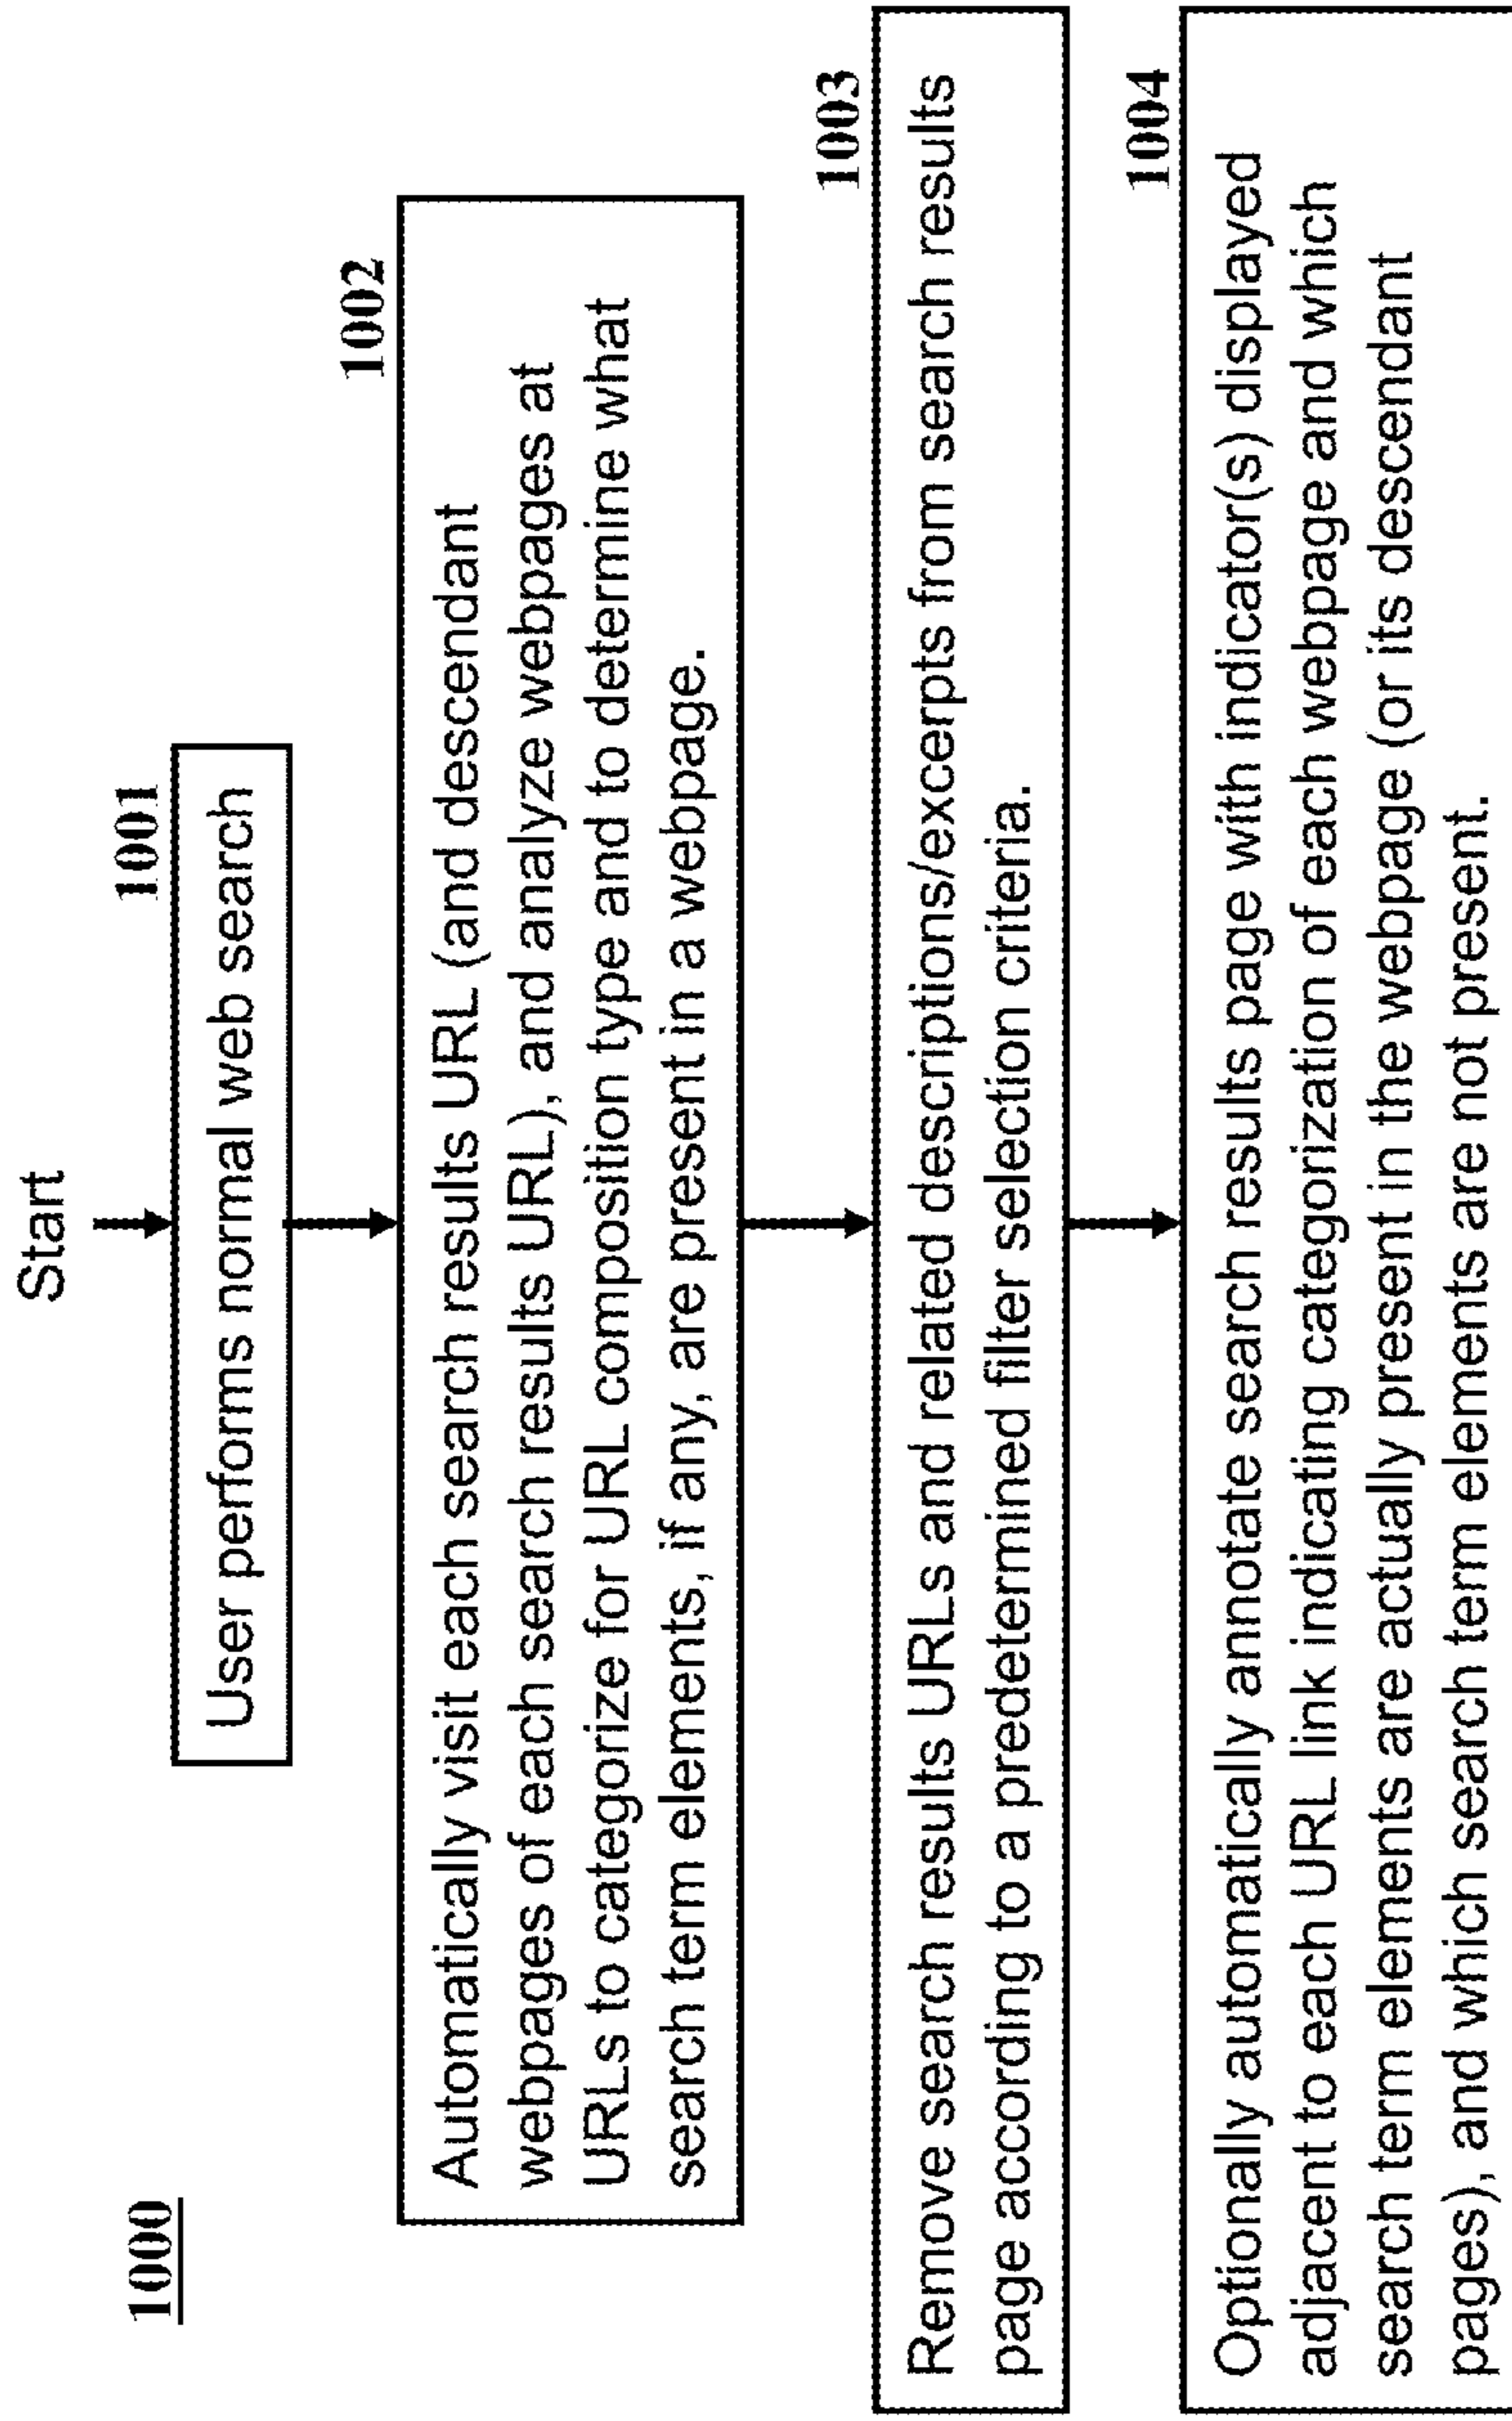 1000
Start
1001
User performs normal web search
1002
Automatically visit each search results URL (and descendant
webpages of each search results URL), and analyze webpages at
URLs to categorize for URL composition type and to determine what
search term elements, if any, are present in a webpage.
1003
Remove search results URLs and related descriptions/excerpts from search results
page according to a predetermined filter selection criteria.
1004
Optionally automatically annotate search results page with indicator(s) displayed
adjacent to each URL link indicating categorization of each webpage and which
search term elements are actually present in the webpage (or its descendant
pages), and which search term elements are not present.